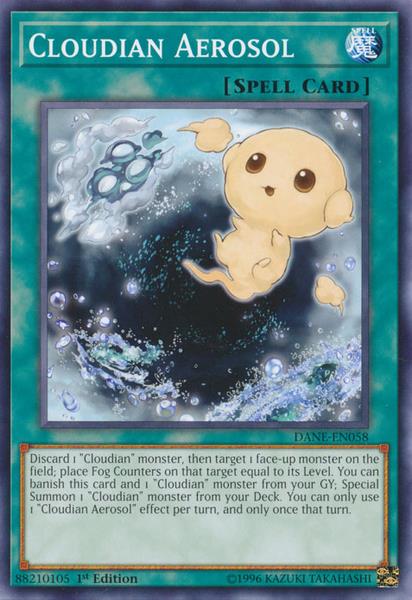 CLOUDIAN AEROSOL
SPELL
魔
[SPELL CARD]
DANE-EN058
Discard 1 "Cloudian" monster, then target 1 face-up monster on the
field; place Fog Counters on that target equal to its Level. You can
banish this card and 1 "Cloudian" monster from your GY; Special
Summon 1 "Cloudian" monster from your Deck. You can only use
1 "Cloudian Aerosol" effect per turn, and only once that turn.
88210105 1st Edition ©1996 KAZUKI TAKAHASHI